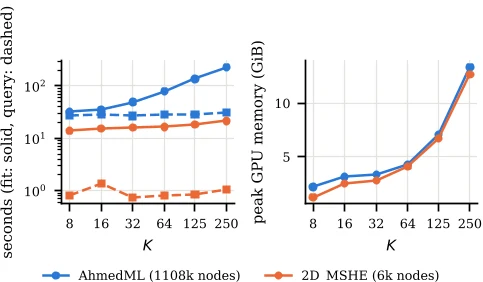 seconds (fit: solid, query: dashed)
10²
10¹
10⁰
8 16 32 64 125 250
K
peak GPU memory (GiB)
10
5
8 16 32 64 125 250
K
AhmedML (1108k nodes)
2D MSHE (6k nodes)